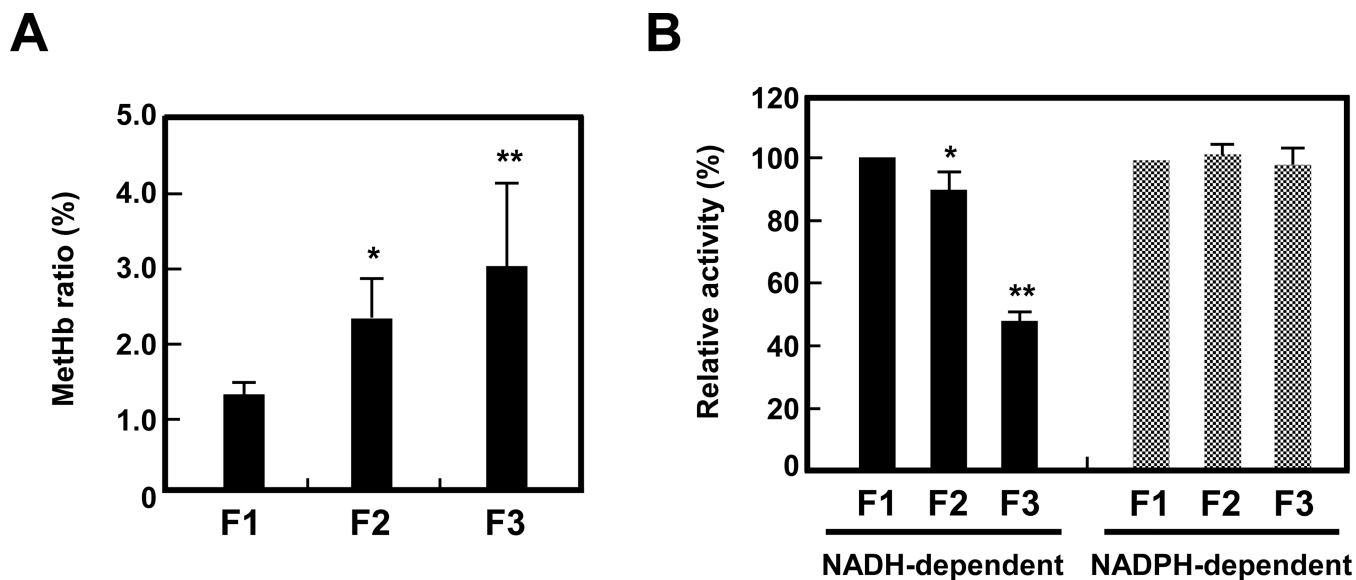 A
MetHb ratio (%)
5.0
4.0
3.0
2.0
1.0
0
*
**
F1 F2 F3
B
Relative activity (%)
120
100
80
60
40
20
0
*
**
F1 F2 F3 F1 F2 F3
NADH-dependent NADPH-dependent